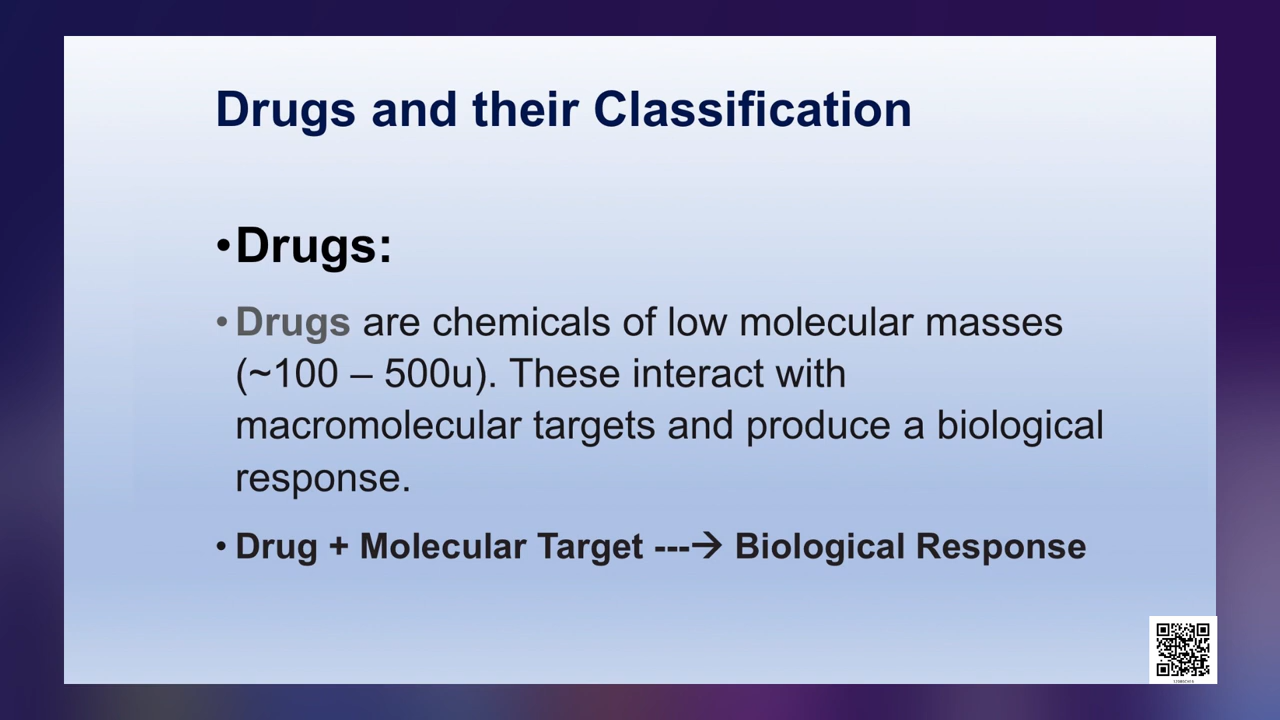 Drugs and their Classification
•Drugs:
• Drugs are chemicals of low molecular masses
(~100 – 500u). These interact with
macromolecular targets and produce a biological
response.
• Drug + Molecular Target ---→ Biological Response